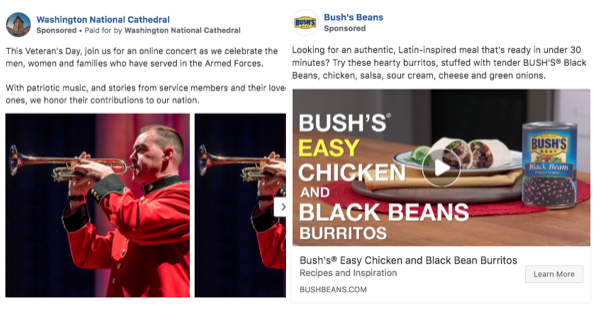 Washington National Cathedral
Sponsored • Paid for by Washington National Cathedral
This Veteran's Day, join us for an online concert as we celebrate the
men, women and families who have served in the Armed Forces.
With patriotic music, and stories from service members and their love
ones, we honor their contributions to our nation.
BUSH'S
Bush's Beans
Sponsored
Looking for an authentic, Latin-inspired meal that's ready in under 30
minutes? Try these hearty burritos, stuffed with tender BUSH'S® Black
Beans, chicken, salsa, sour cream, cheese and green onions.
BUSH'S®
EASY
CHICKEN
AND
BLACK BEANS
BURRITOS
BUSH'S
BEST
Black Beans
Bush's® Easy Chicken and Black Bean Burritos
Recipes and Inspiration
Learn More
BUSHBEANS.COM